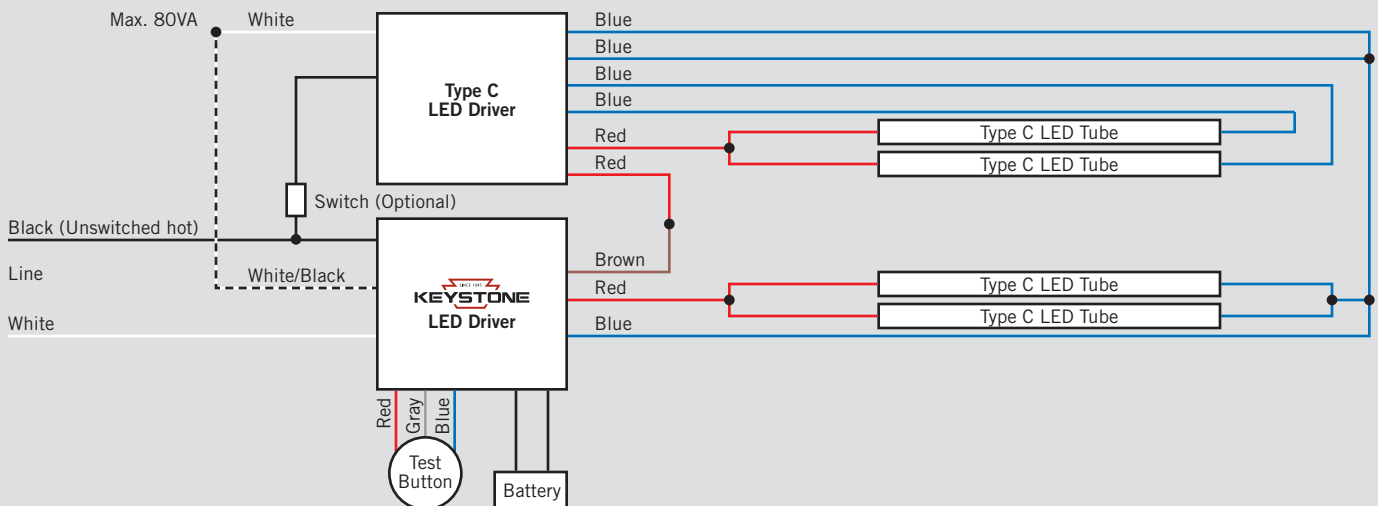 Max. 80VA
White
Blue
Blue
Blue
Blue
Red
Red
Type C
LED Driver
Type C LED Tube
Type C LED Tube
Switch (Optional)
Black (Unswitched hot)
Line
White/Black
White
SINCE 1945
KEYSTONE
LED Driver
Brown
Red
Blue
Type C LED Tube
Type C LED Tube
Red
Gray
Blue
Test
Button
Battery